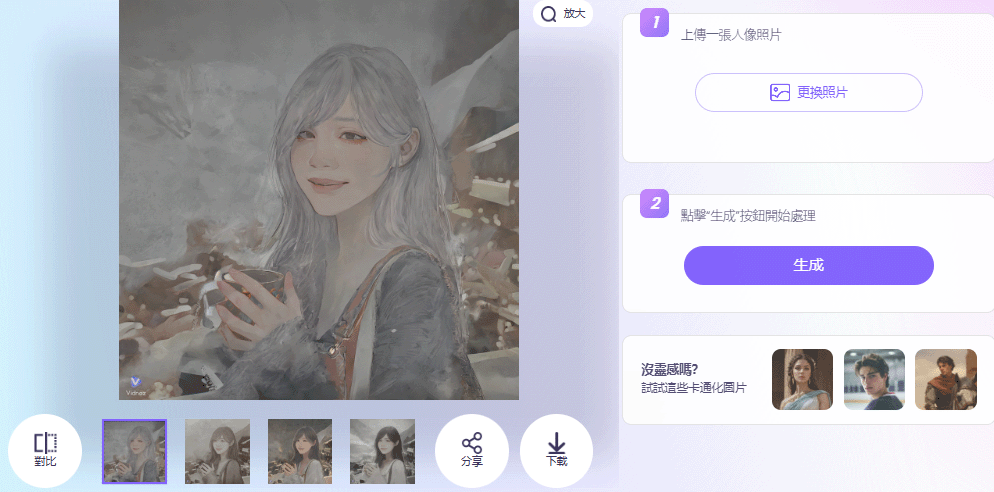 放大
1
上傳一張人像照片
更換照片
2
點擊“生成”按鈕開始處理
生成
沒靈感嗎?
試試這些卡通化圖片
Vidnoz
對比
分享
下載